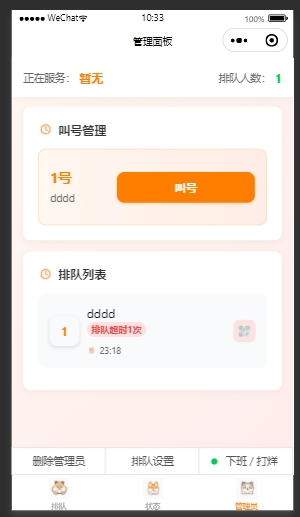 WeChat 10:33 100%
管理面板
正在服务: 暂无 排队人数: 1
叫号管理
1号
dddd
叫号
排队列表
1
dddd
排队超时1次
23:18
删除管理员 排队设置 下班 / 打烊
排队 状态 管理员